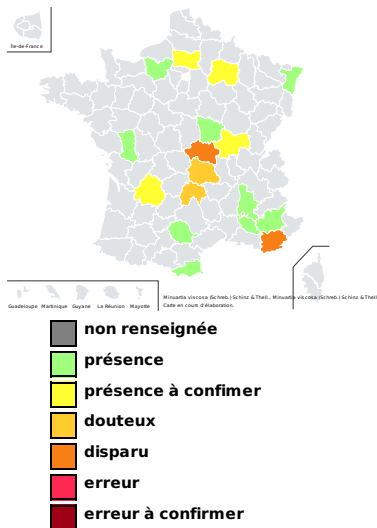 Île-de-France
Guadeloupe Martinique Guyane La Réunion Mayotte
Minuartia viscosa (Schreb.) Schinz & Thell., Minuartia viscosa (Schreb.) Schinz & Thell
Carte en cours d'élaboration.
non renseignée
présence
présence à confimer
douteux
disparu
erreur
erreur à confirmer